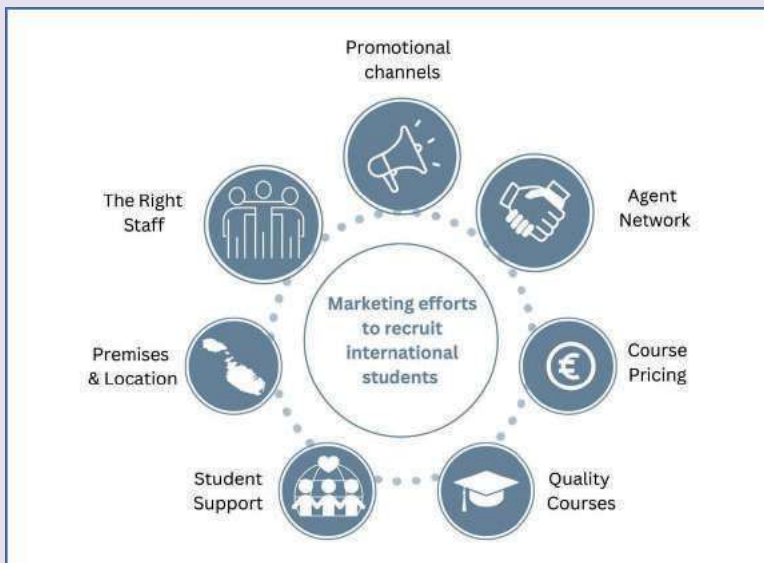 Promotional
channels
The Right
Staff
Agent
Network
Marketing efforts
to recruit
international
students
Premises
& Location
€
Course
Pricing
Student
Support
Quality
Courses